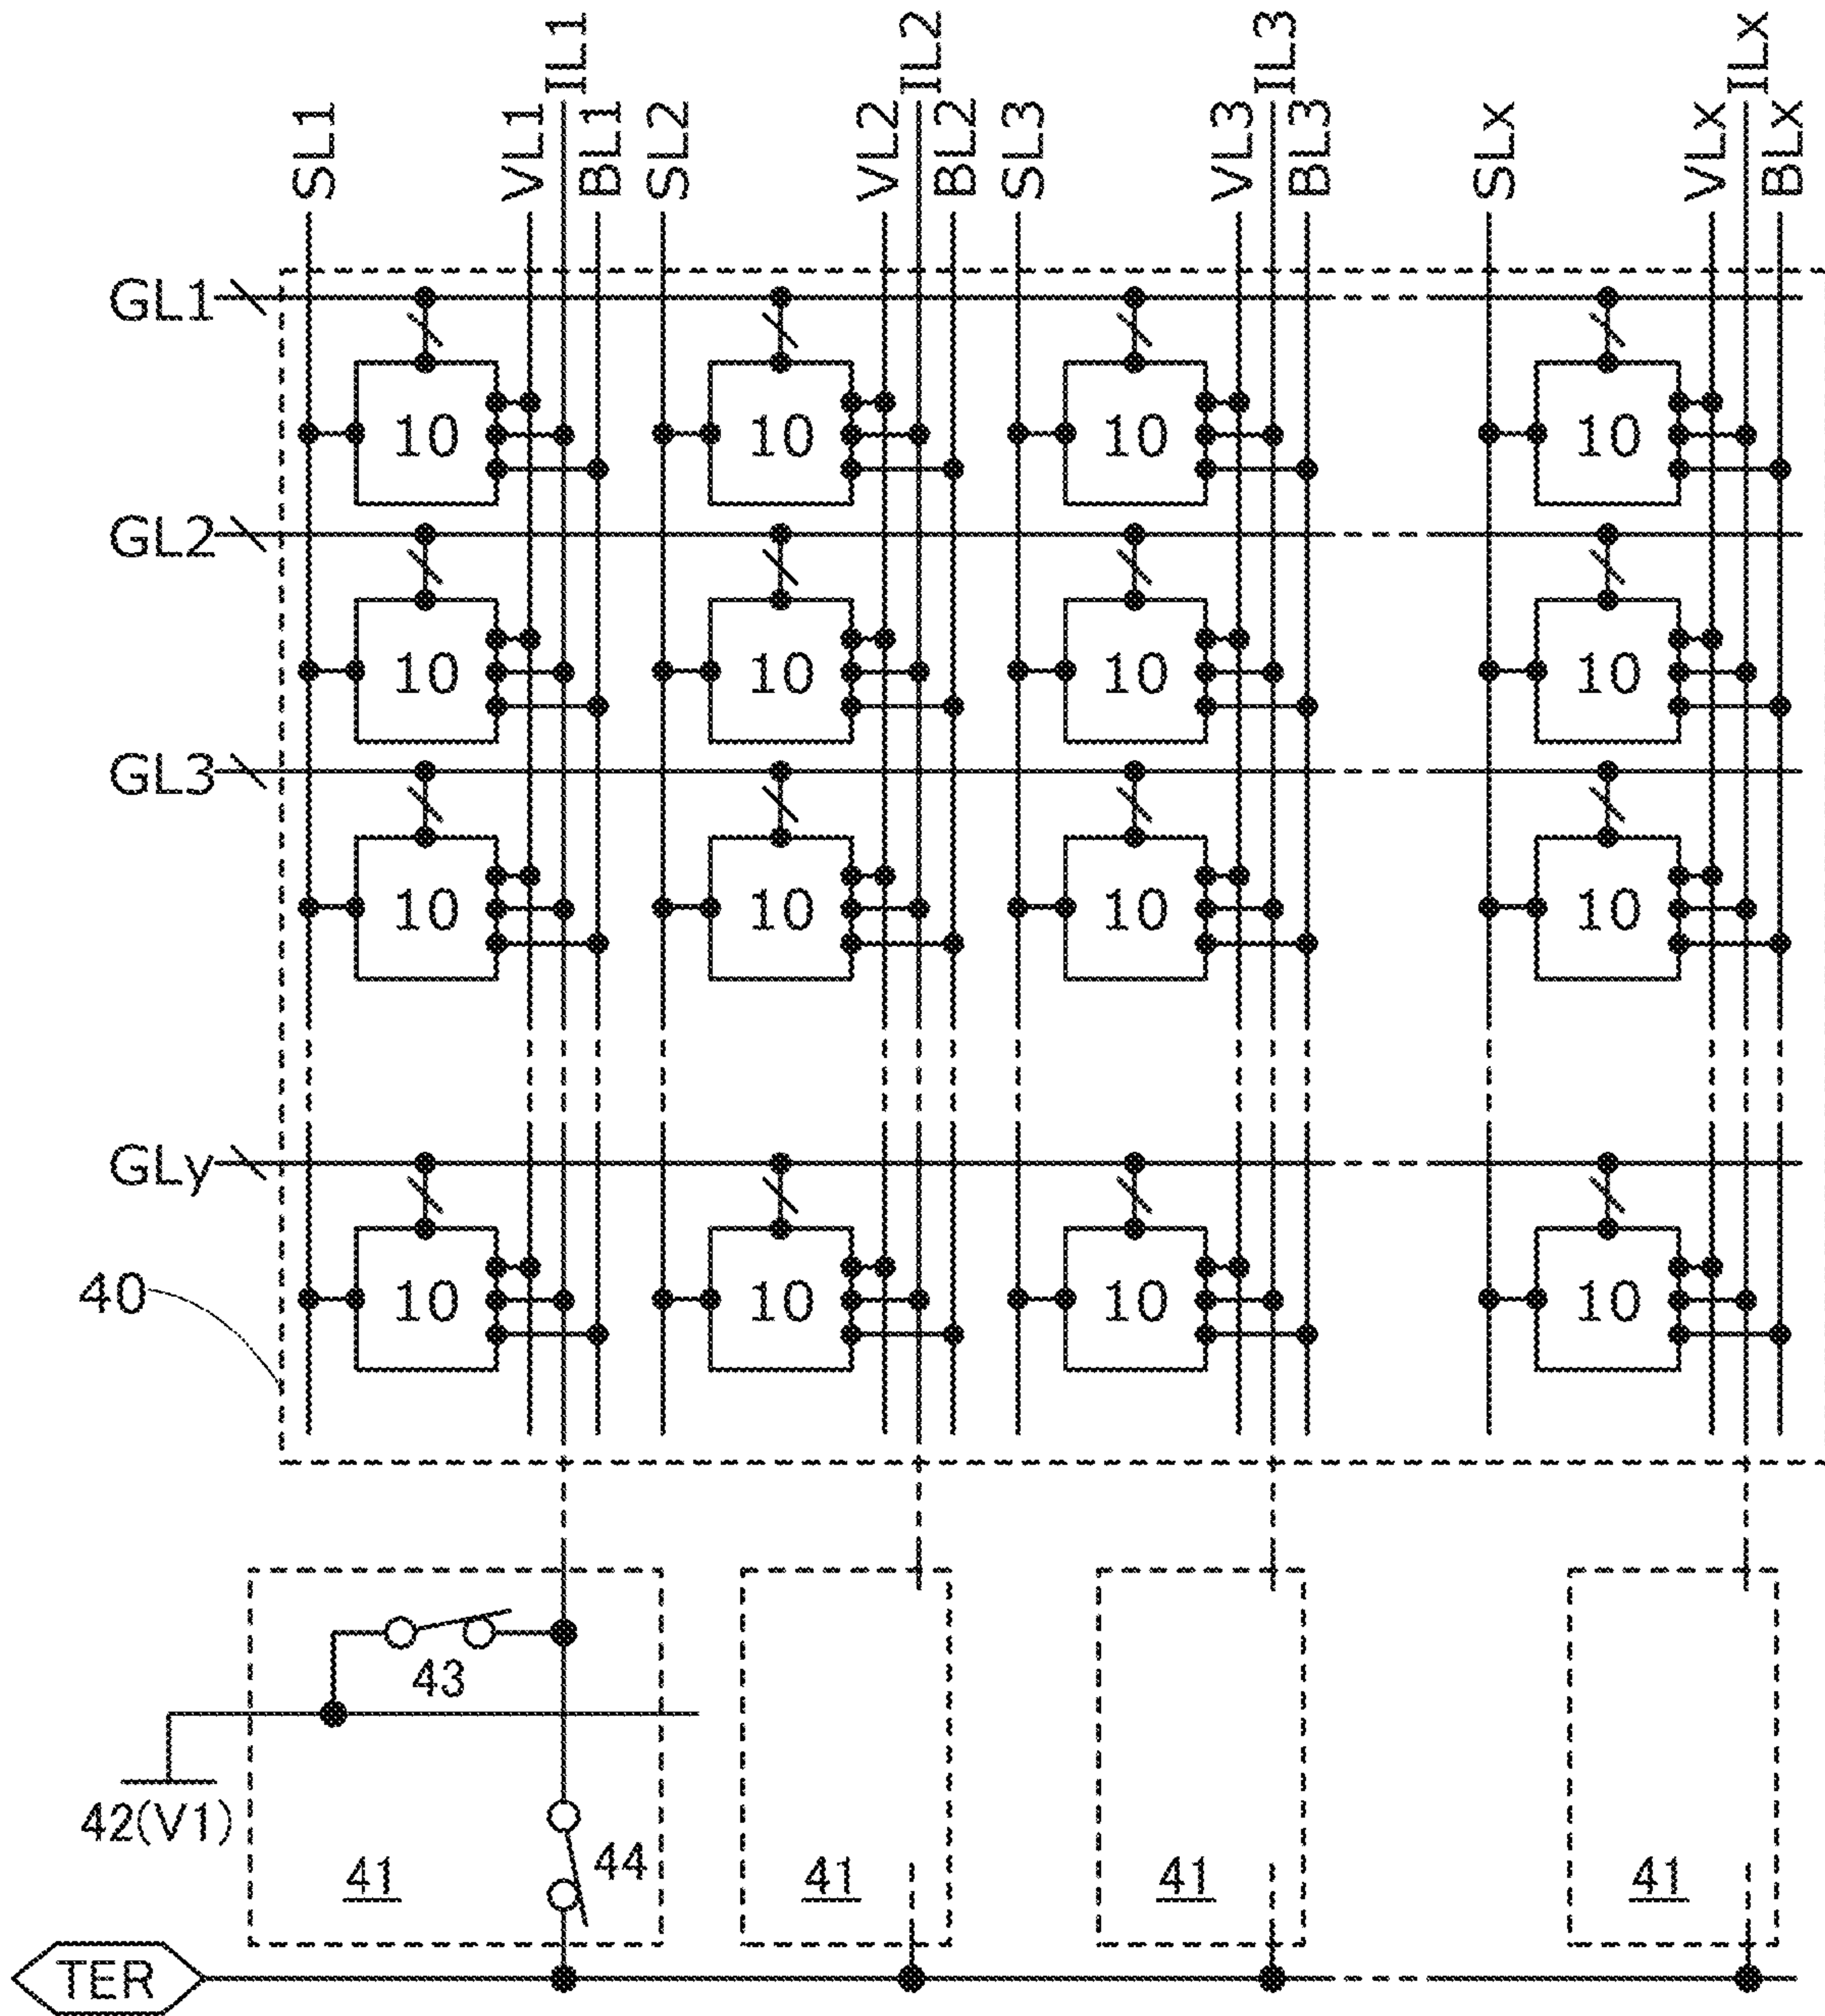 IL1 IL2 IL3 ILx
SL1 VL1 BL1 SL2 VL2 BL2 SL3 VL3 BL3 SLx VLx BLx
GL1
10 10 10 10
GL2
10 10 10 10
GL3
10 10 10 10
GLy
10 10 10 10
40
43
42(V1)
44
41 41 41 41
TER